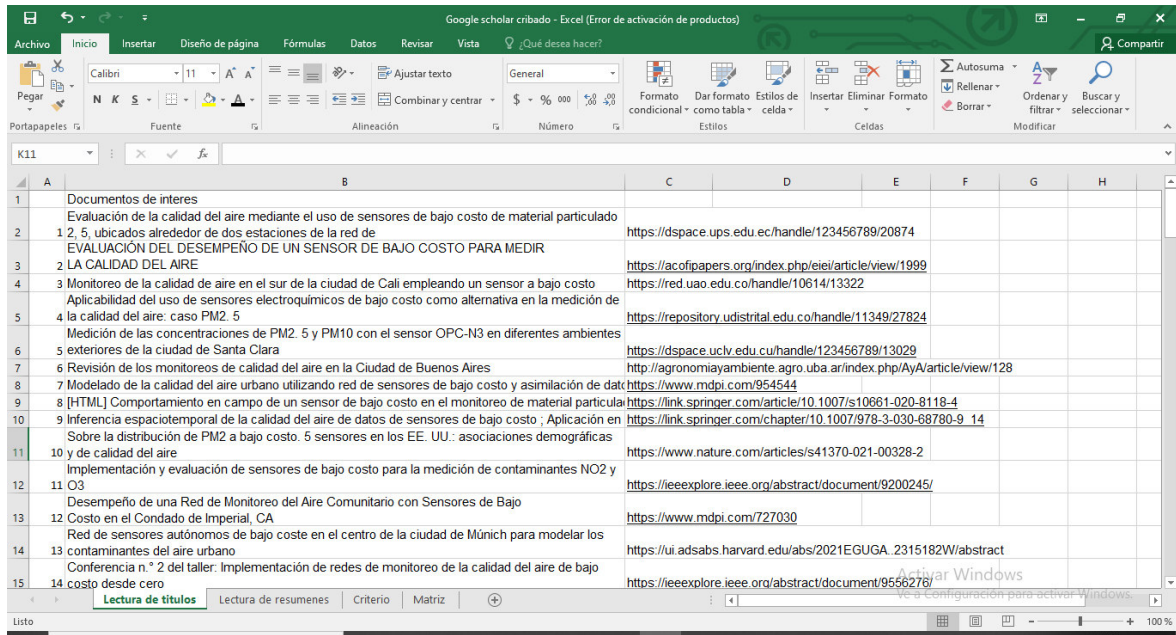 Google scholar cribado - Excel (Error de activación de productos)
Archivo Inicio Insertar Diseño de página Fórmulas Datos Revisar Vista ¿Qué desea hacer? Compartir
Pegar
Calibri 11 A A
N K S A
Ajustar texto
Combinar y centrar
General
$ % 000
Formato condicional
Dar formato como tabla
Estilos de celda
Insertar Eliminar Formato
Autosuma
Rellenar
Borrar
Ordenar y filtrar
Buscar y seleccionar
Portapapeles Fuente Alineación Número Estilos Celdas Modificar
K11 fx
A B C D E F G H
1 Documentos de interes
2 1 Evaluación de la calidad del aire mediante el uso de sensores de bajo costo de material particulado
2, 5, ubicados alrededor de dos estaciones de la red de https://dspace.ups.edu.ec/handle/123456789/20874
3 2 EVALUACIÓN DEL DESEMPEÑO DE UN SENSOR DE BAJO COSTO PARA MEDIR
LA CALIDAD DEL AIRE https://acofipapers.org/index.php/eiei/article/view/1999
4 3 Monitoreo de la calidad de aire en el sur de la ciudad de Cali empleando un sensor a bajo costo https://red.uao.edu.co/handle/10614/13322
5 4 Aplicabilidad del uso de sensores electroquímicos de bajo costo como alternativa en la medición de
la calidad del aire: caso PM2. 5 https://repository.udistrital.edu.co/handle/11349/27824
6 5 Medición de las concentraciones de PM2. 5 y PM10 con el sensor OPC-N3 en diferentes ambientes
exteriores de la ciudad de Santa Clara https://dspace.uclv.edu.cu/handle/123456789/13029
7 6 Revisión de los monitoreos de calidad del aire en la Ciudad de Buenos Aires http://agronomiayambiente.agro.uba.ar/index.php/AyA/article/view/128
8 7 Modelado de la calidad del aire urbano utilizando red de sensores de bajo costo y asimilación de dat https://www.mdpi.com/954544
9 8 [HTML] Comportamiento en campo de un sensor de bajo costo en el monitoreo de material particula https://link.springer.com/article/10.1007/s10661-020-8118-4
10 9 Inferencia espaciotemporal de la calidad del aire de datos de sensores de bajo costo ; Aplicación en https://link.springer.com/chapter/10.1007/978-3-030-68780-9_14
11 10 Sobre la distribución de PM2 a bajo costo. 5 sensores en los EE. UU.: asociaciones demográficas
y de calidad del aire https://www.nature.com/articles/s41370-021-00328-2
12 11 Implementación y evaluación de sensores de bajo costo para la medición de contaminantes NO2 y
O3 https://ieeexplore.ieee.org/abstract/document/9200245/
13 12 Desempeño de una Red de Monitoreo del Aire Comunitario con Sensores de Bajo
Costo en el Condado de Imperial, CA https://www.mdpi.com/727030
14 13 Red de sensores autónomos de bajo coste en el centro de la ciudad de Múnich para modelar los
contaminantes del aire urbano https://ui.adsabs.harvard.edu/abs/2021EGUGA..2315182W/abstract
15 14 Conferencia n.° 2 del taller: Implementación de redes de monitoreo de la calidad del aire de bajo
costo desde cero https://ieeexplore.ieee.org/abstract/document/9556276/
Activar Windows
Ve a Configuración para activar Windows.
Lectura de titulos Lectura de resumenes Criterio Matriz
Listo 100 %